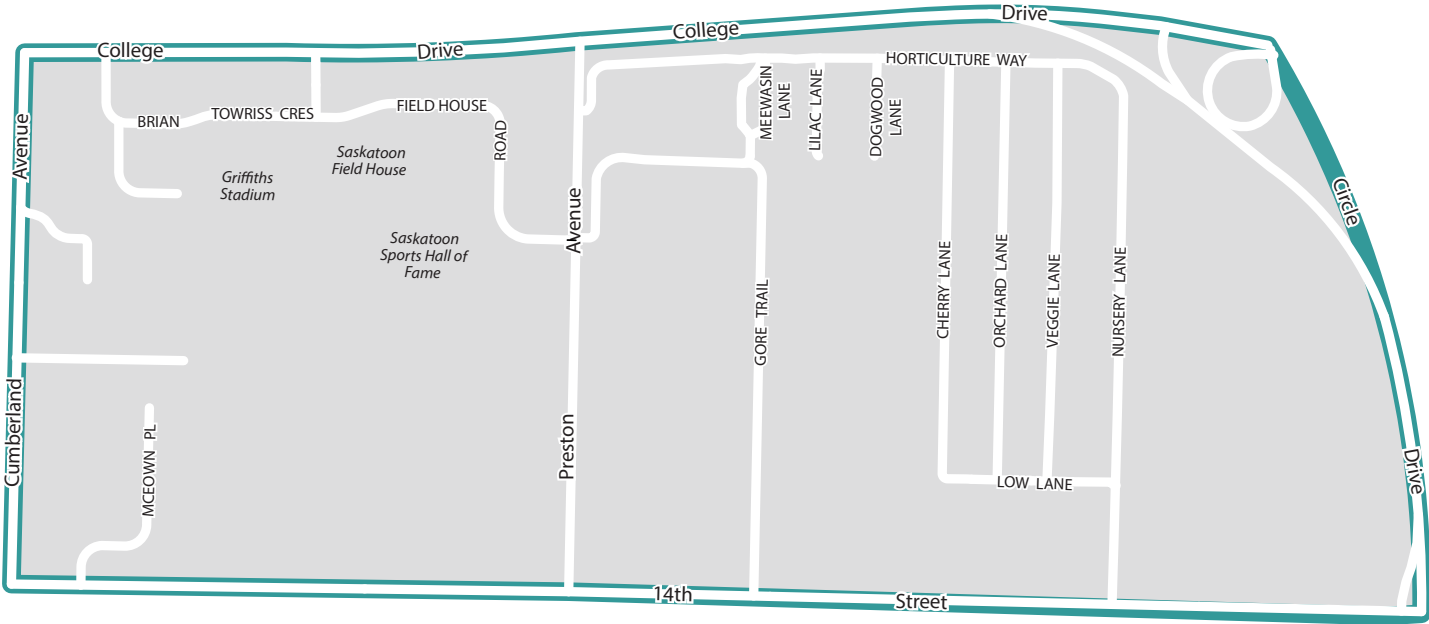 College
Drive
College
Drive
HORTICULTURE WAY
BRIAN
TOWRISS CRES
FIELD HOUSE
ROAD
MEEWASIN
LANE
LILAC LANE
DOGWOOD
LANE
Avenue
Saskatoon
Field House
Griffiths
Stadium
Saskatoon
Sports Hall of
Fame
Avenue
Circle
CHERRY LANE
ORCHARD LANE
VEGGIE LANE
NURSERY LANE
GORE TRAIL
Cumberland
MCEOWN PL
Preston
LOW LANE
Drive
14th
Street